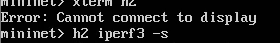 mininet> xterm h2
Error: Cannot connect to display
mininet> h2 iperf3 -s